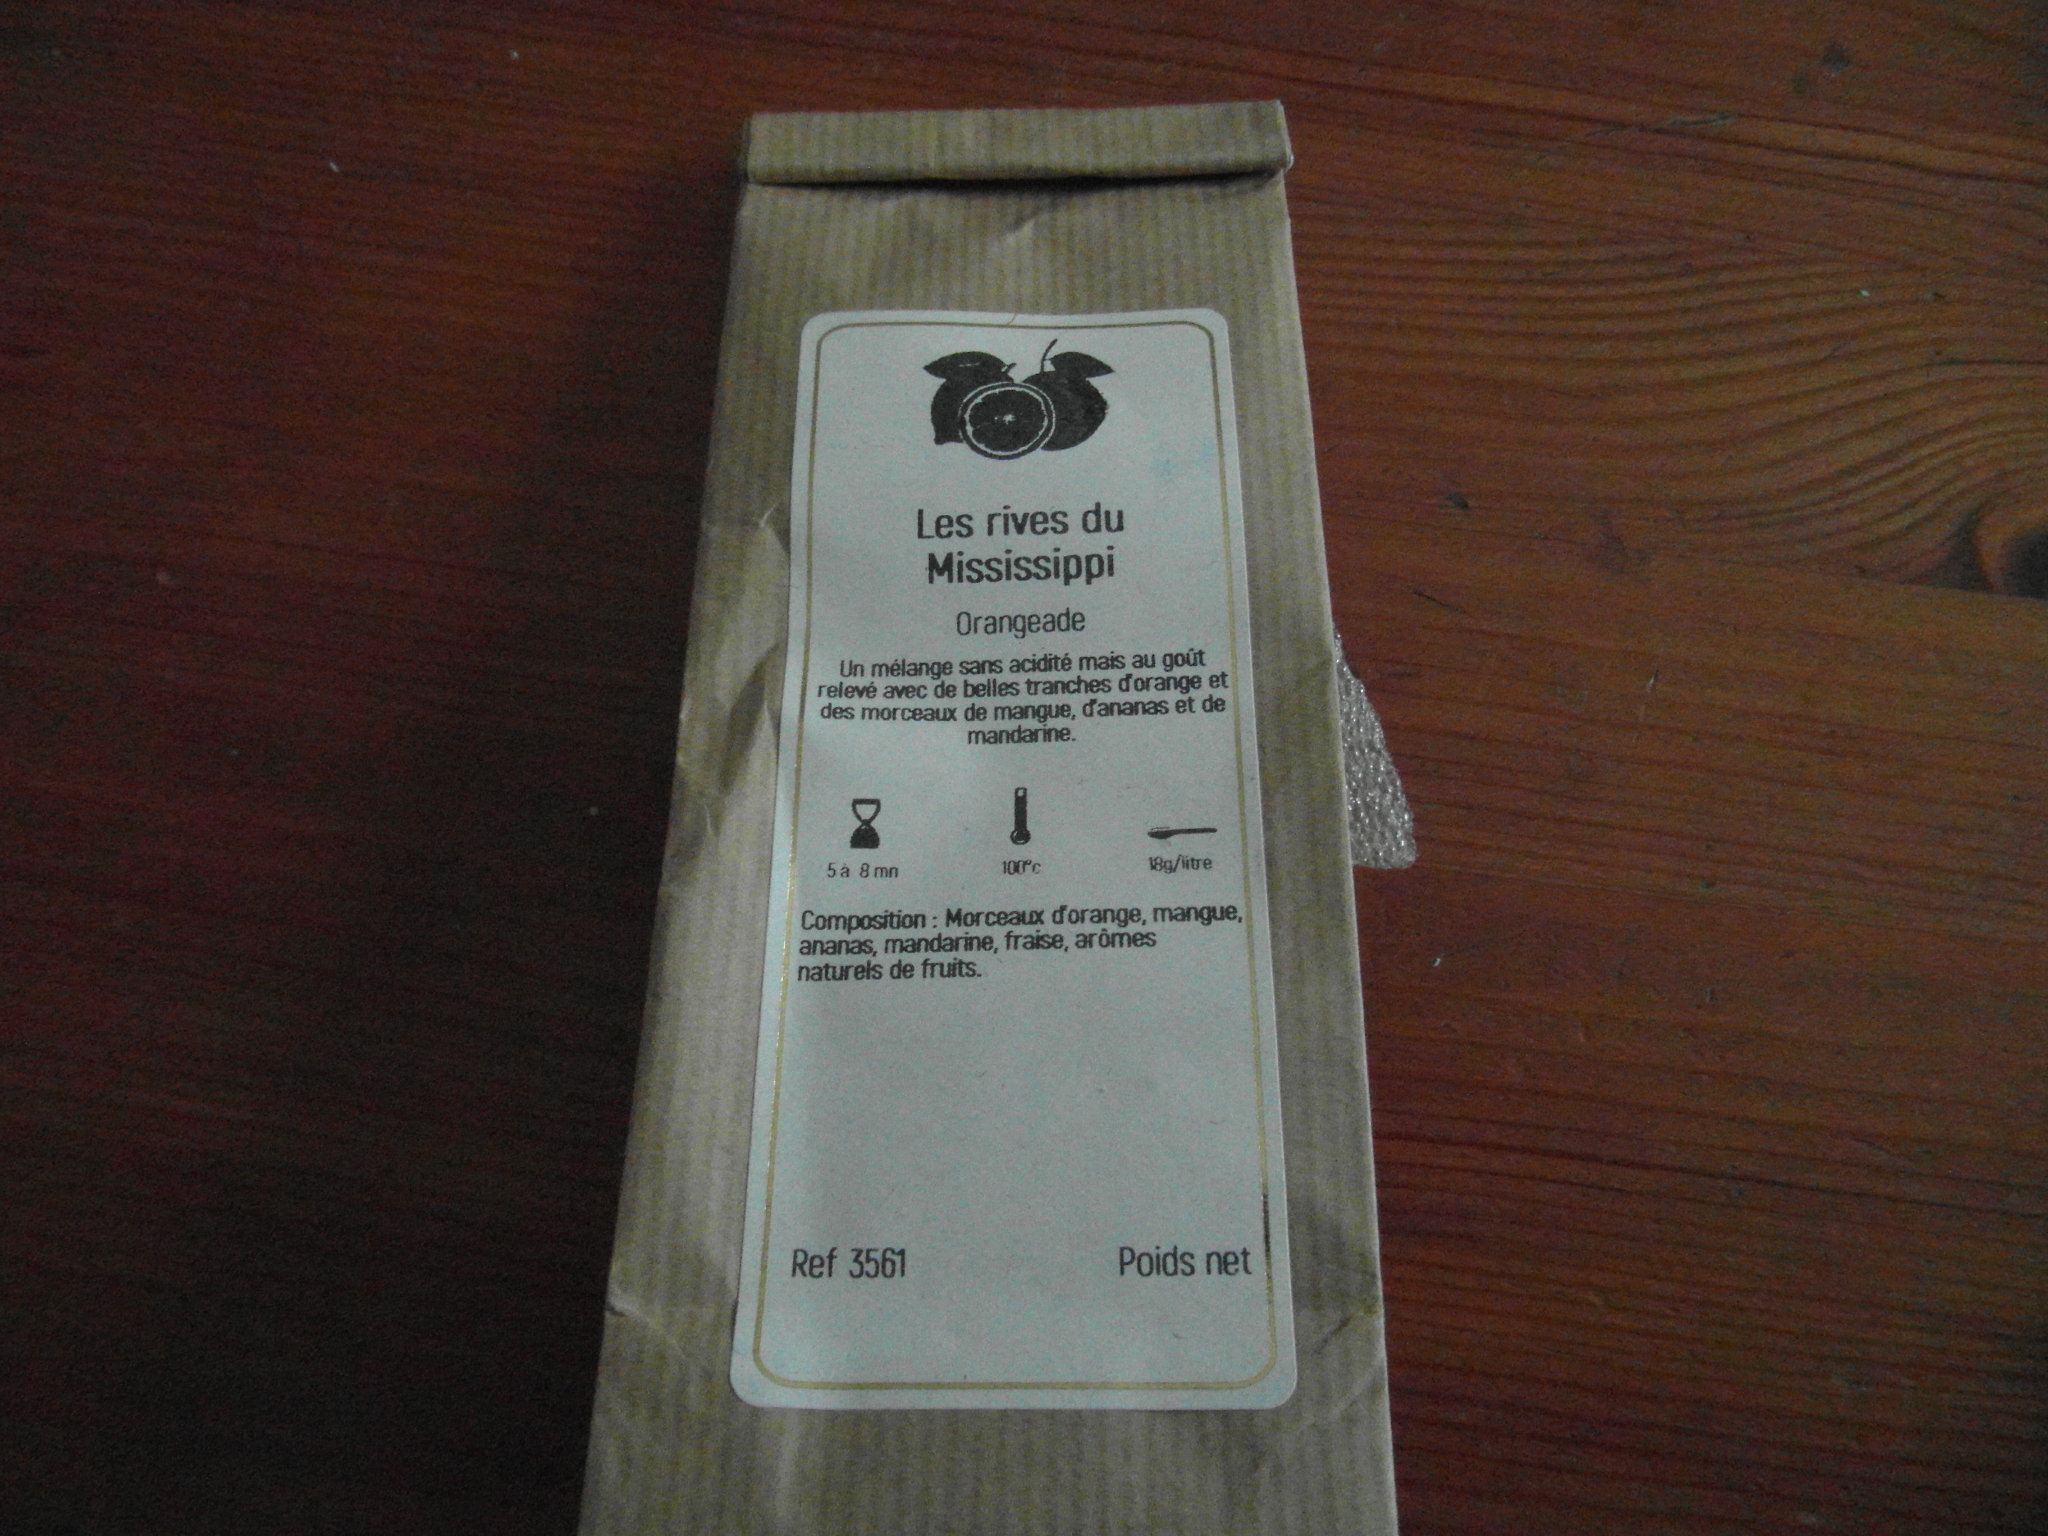 Les rives du
Mississippi
Orangeade
Un mélange sans acidité mais au goût
relevé avec de belles tranches d'orange et
des morceaux de mangue, d'ananas et de
mandarine.
5 à 8 mn
100°c
18g/litre
Composition : Morceaux d'orange, mangue,
ananas, mandarine, fraise, arômes
naturels de fruits.
Ref 3561
Poids net